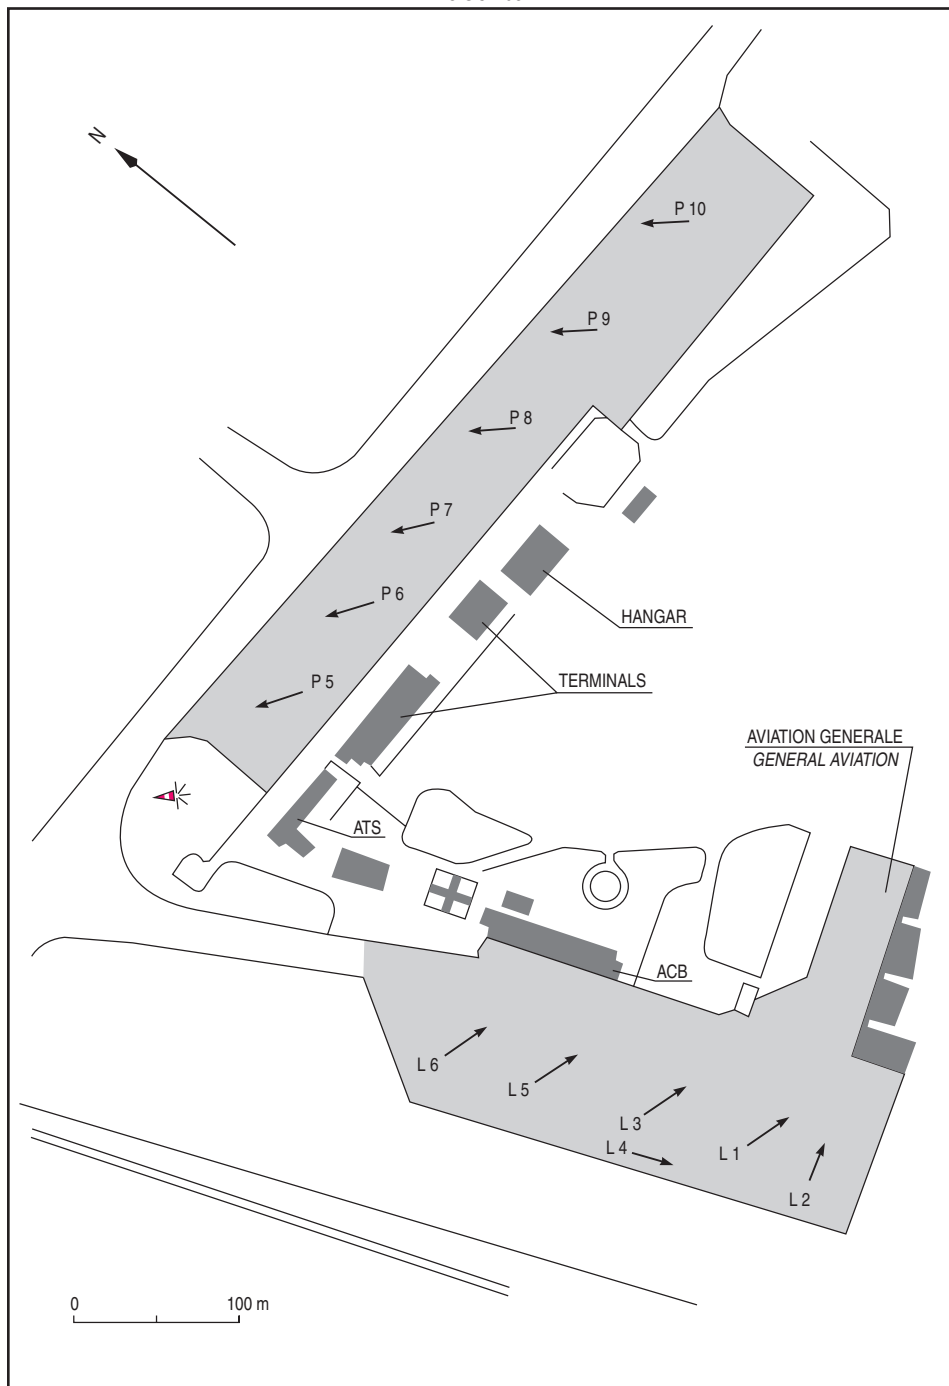 N
P 10
P 9
P 8
P 7
P 6
HANGAR
P 5
TERMINALS
AVIATION GENERALE
GENERAL AVIATION
ATS
ACB
L 6
L 5
L 3
L 4
L 1
L 2
0
100 m